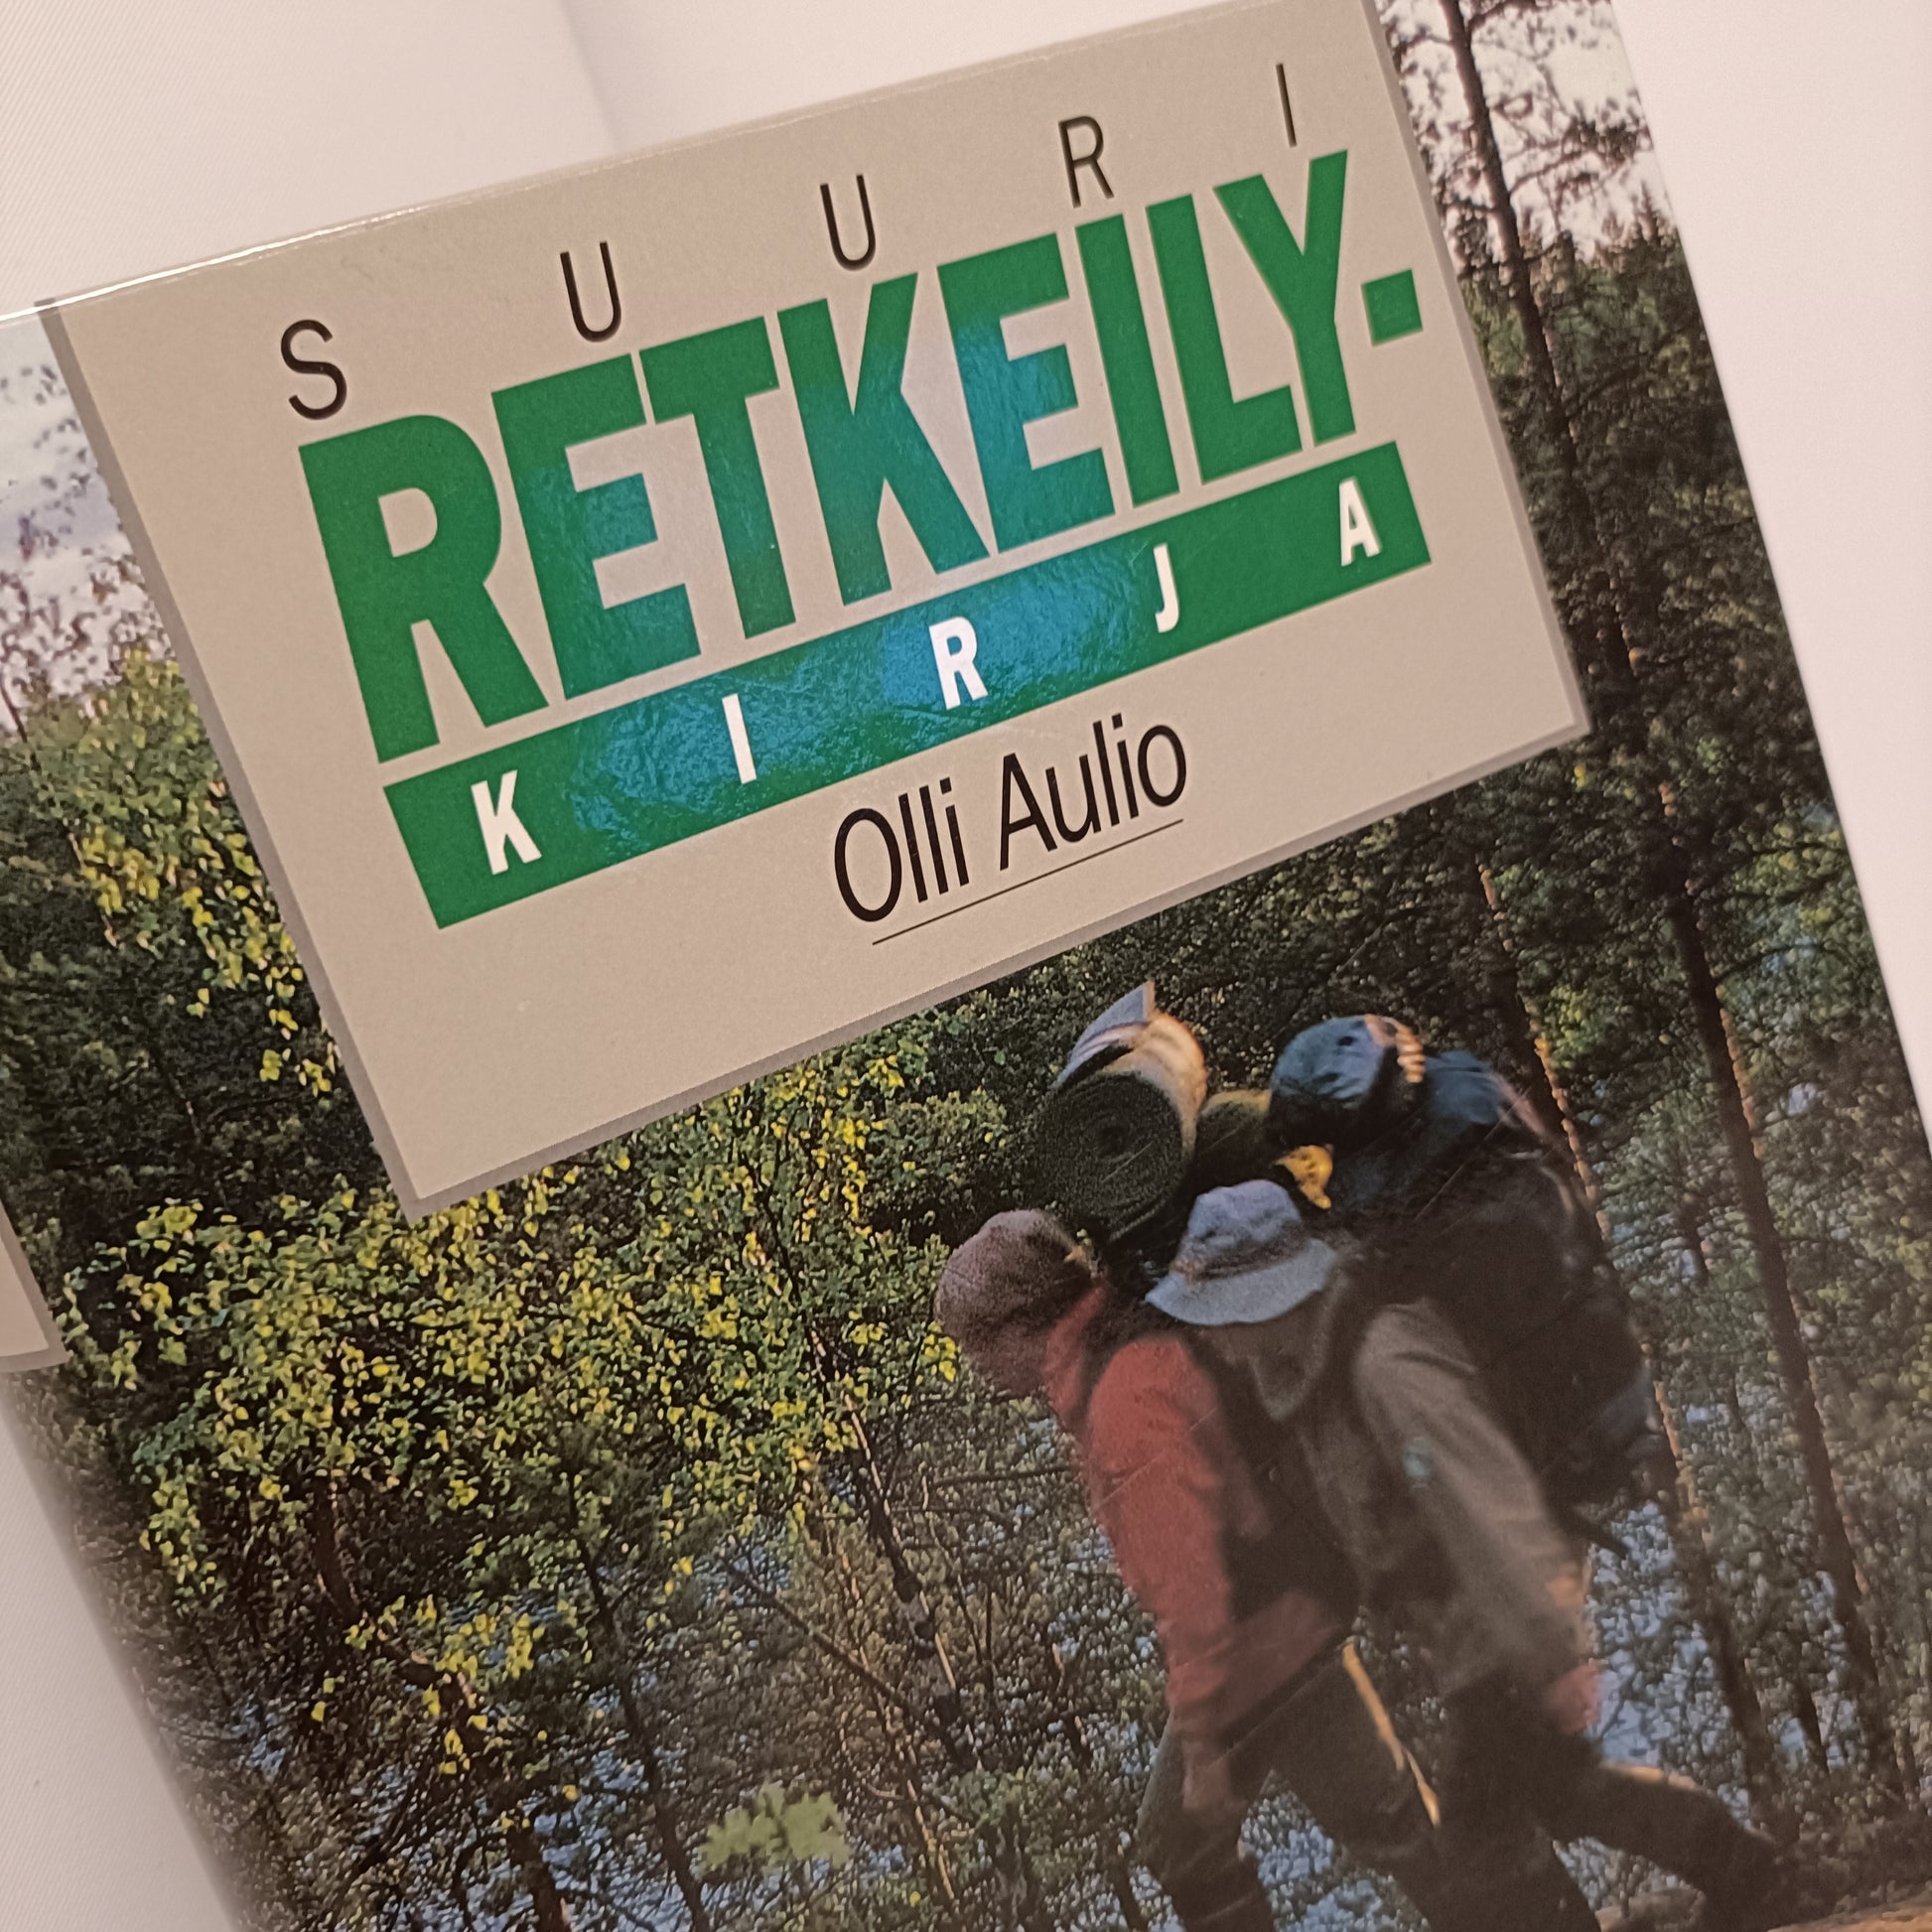 SUURI
RETKEILY-
KIRJA
Olli Aulio